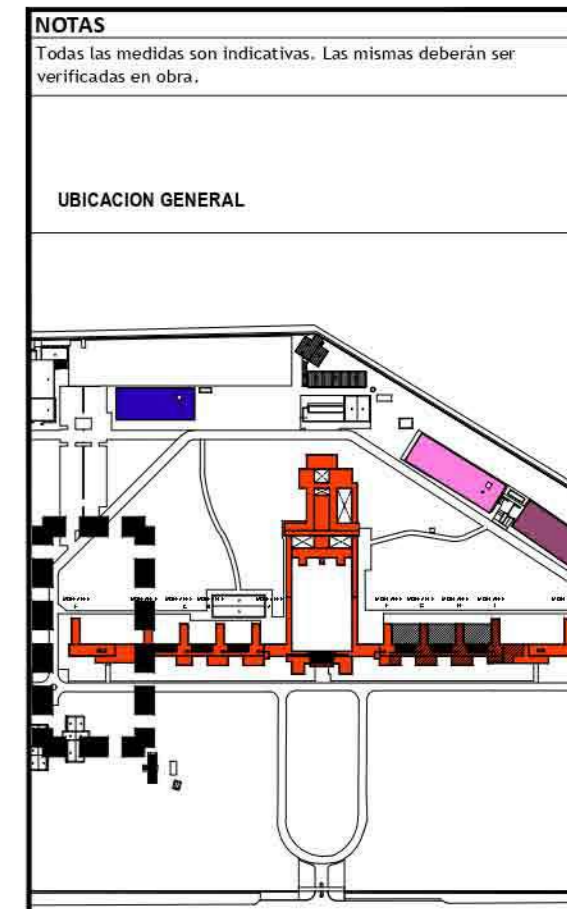 NOTAS
Todas las medidas son indicativas. Las mismas deberán ser
verificadas en obra.
UBICACION GENERAL